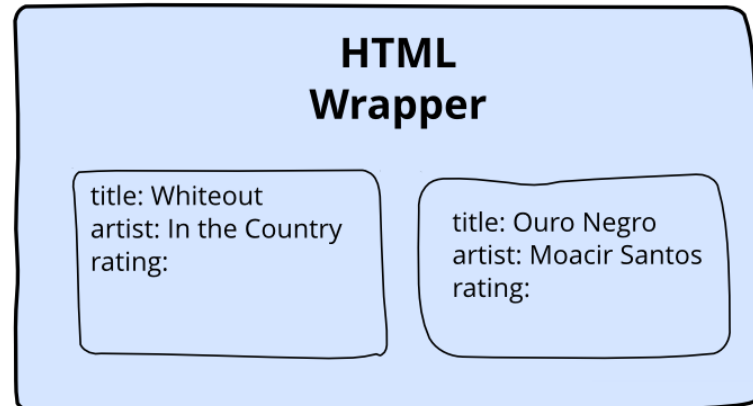 HTML
Wrapper
title: Whiteout
artist: In the Country
rating:
title: Ouro Negro
artist: Moacir Santos
rating: